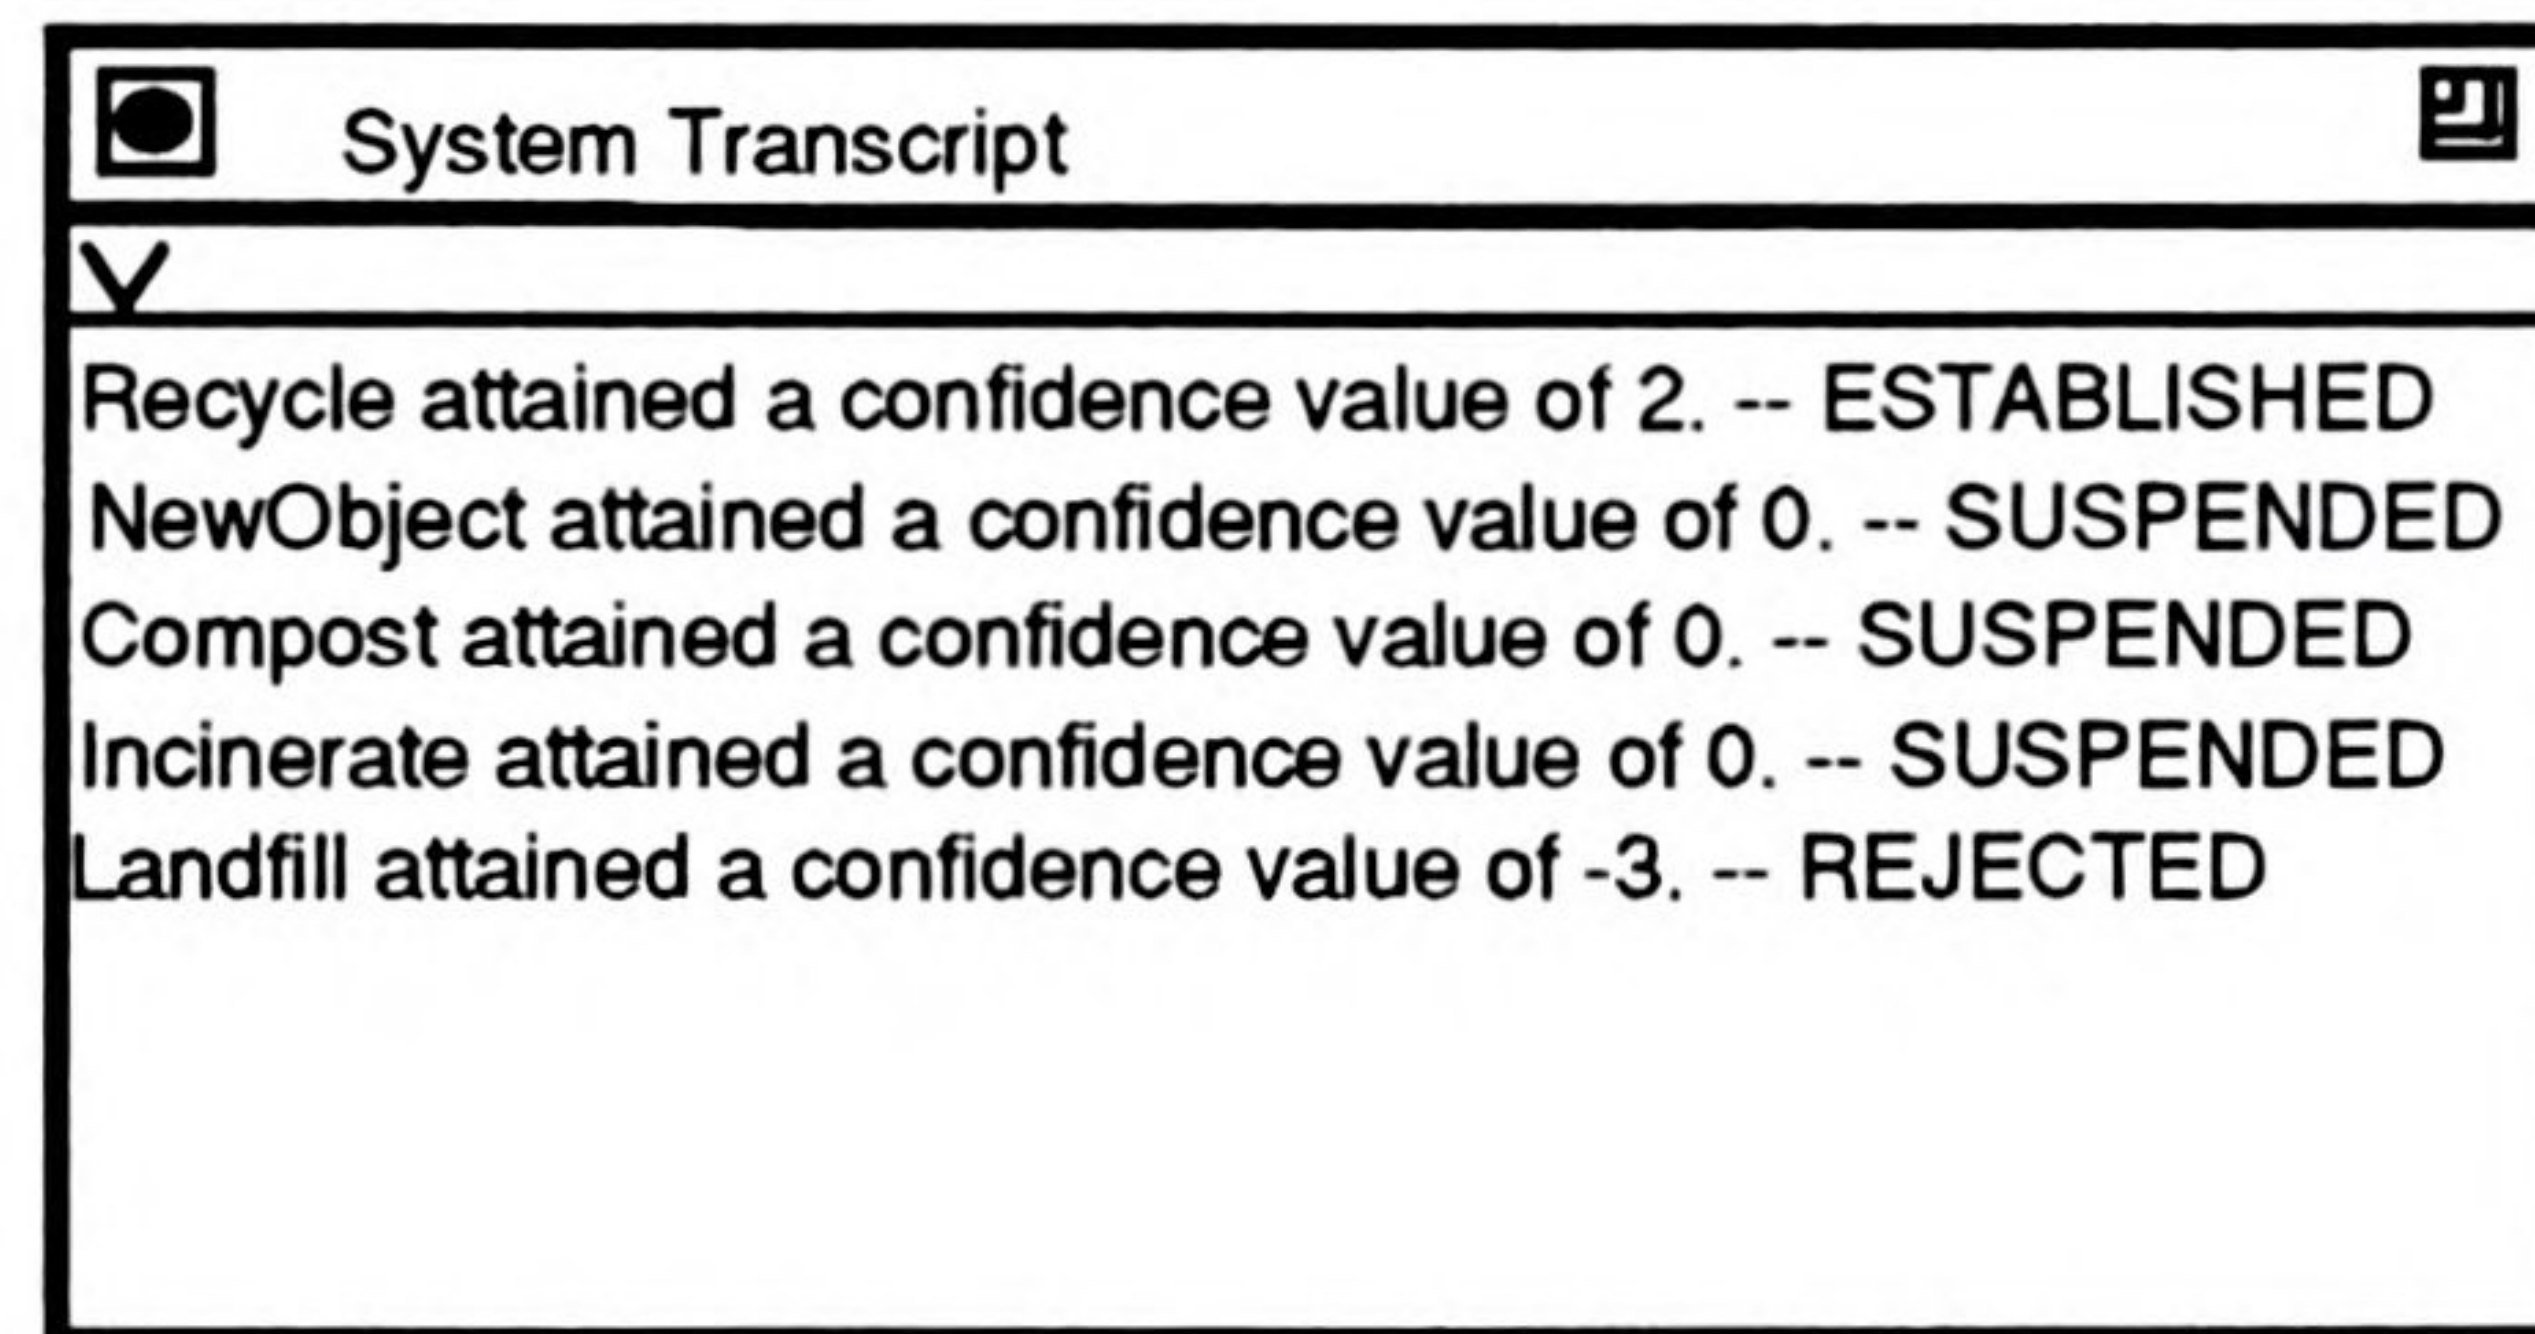 System Transcript
Recycle attained a confidence value of 2. -- ESTABLISHED
NewObject attained a confidence value of 0. -- SUSPENDED
Compost attained a confidence value of 0. -- SUSPENDED
Incinerate attained a confidence value of 0. -- SUSPENDED
Landfill attained a confidence value of -3. -- REJECTED